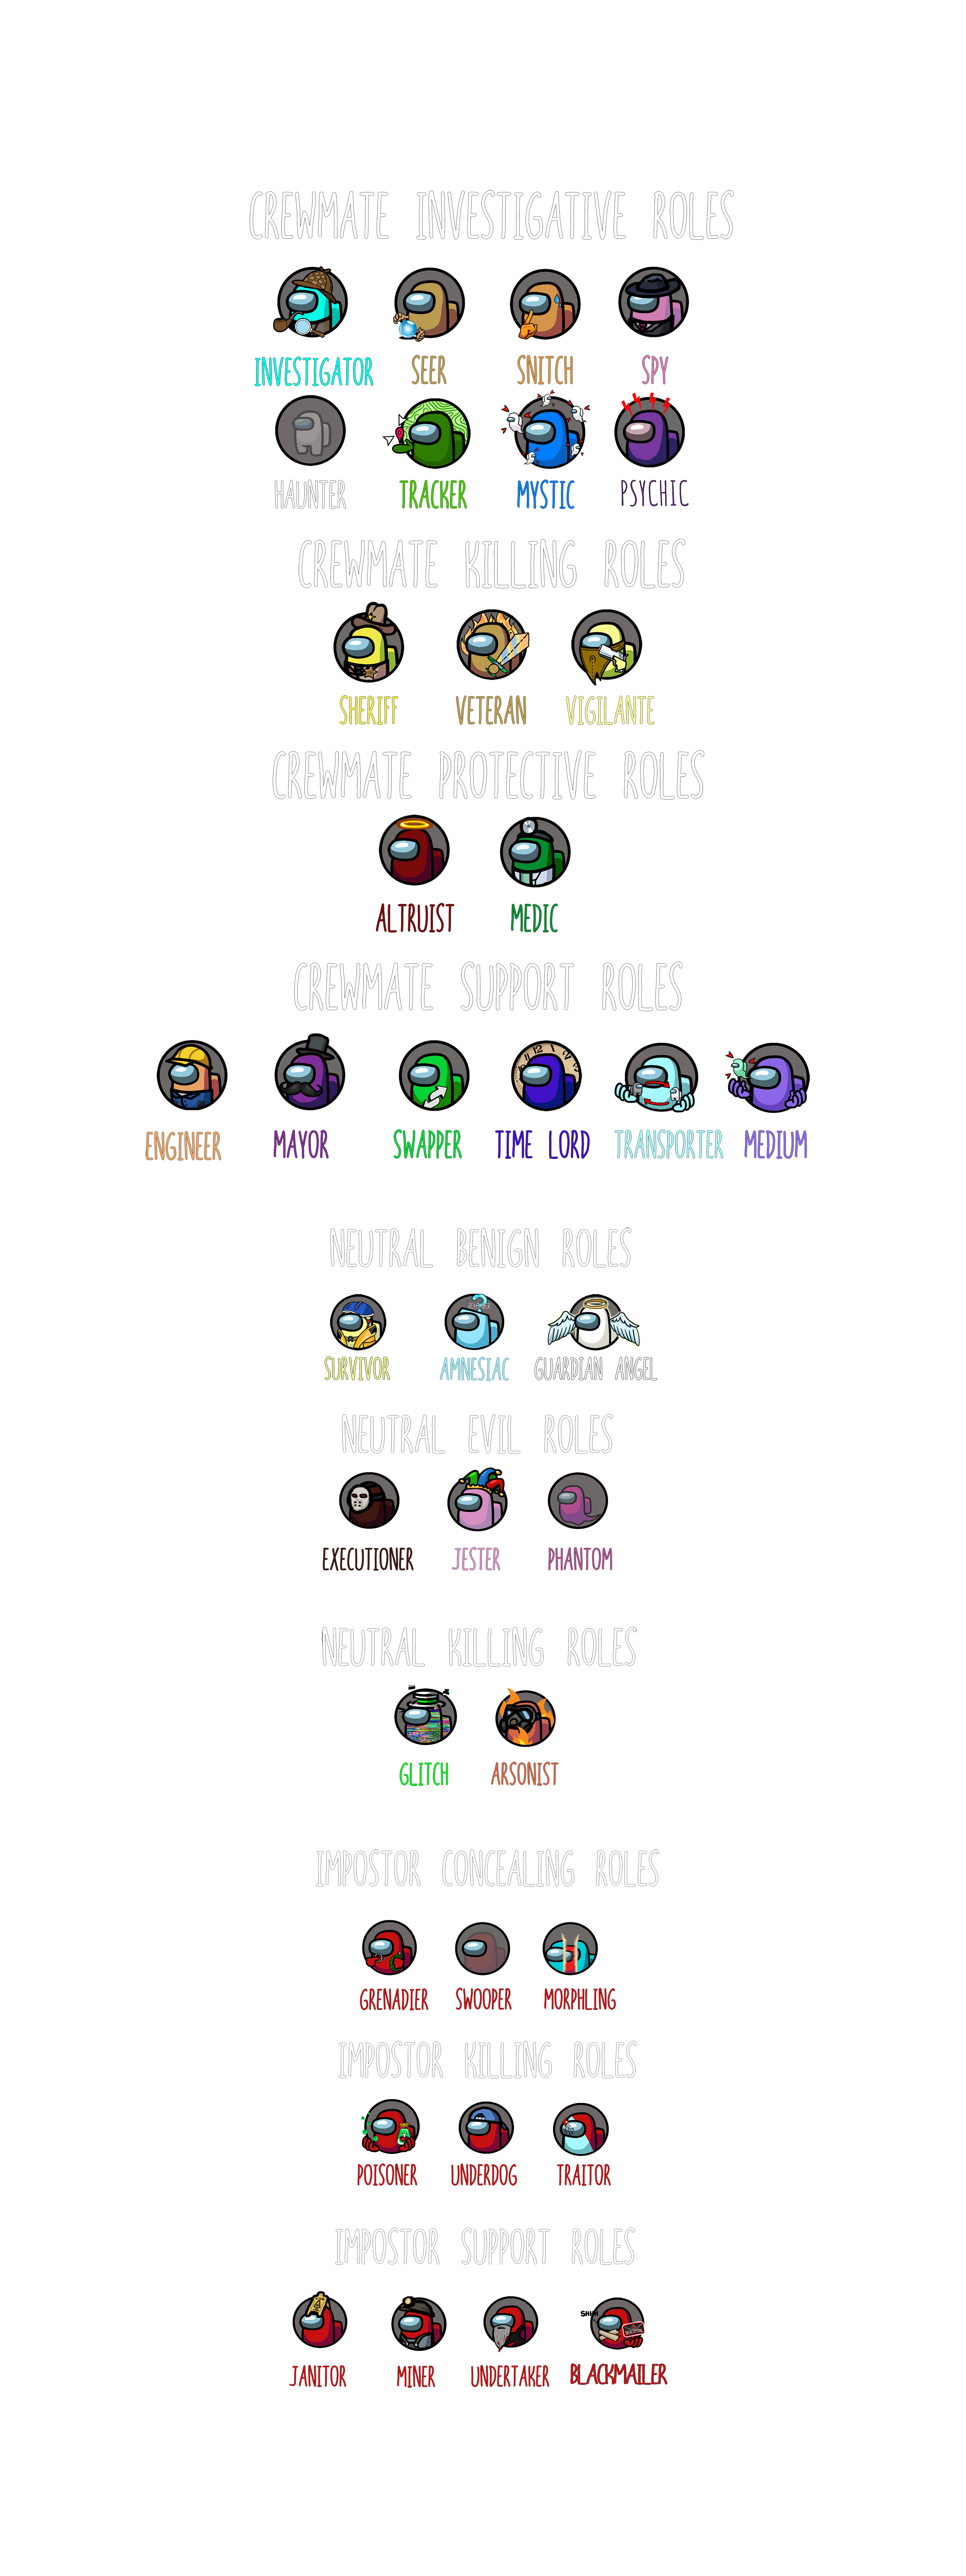 CREWMATE INVESTIGATIVE ROLES
INVESTIGATOR SEER SNITCH SPY
HAUNTER TRACKER MYSTIC PSYCHIC
CREWMATE KILLING ROLES
SHERIFF VETERAN VIGILANTE
CREWMATE PROTECTIVE ROLES
ALTRUIST MEDIC
CREWMATE SUPPORT ROLES
12
ENGINEER MAYOR SWAPPER TIME LORD TRANSPORTER MEDIUM
NEUTRAL BENIGN ROLES
SURVIVOR AMNESIAC GUARDIAN ANGEL
NEUTRAL EVIL ROLES
EXECUTIONER JESTER PHANTOM
NEUTRAL KILLING ROLES
GLITCH ARSONIST
IMPOSTOR CONCEALING ROLES
GRENADIER SWOOPER MORPHLING
IMPOSTOR KILLING ROLES
POISONER UNDERDOG TRAITOR
IMPOSTOR SUPPORT ROLES
JANITOR MINER UNDERTAKER BLACKMAILER